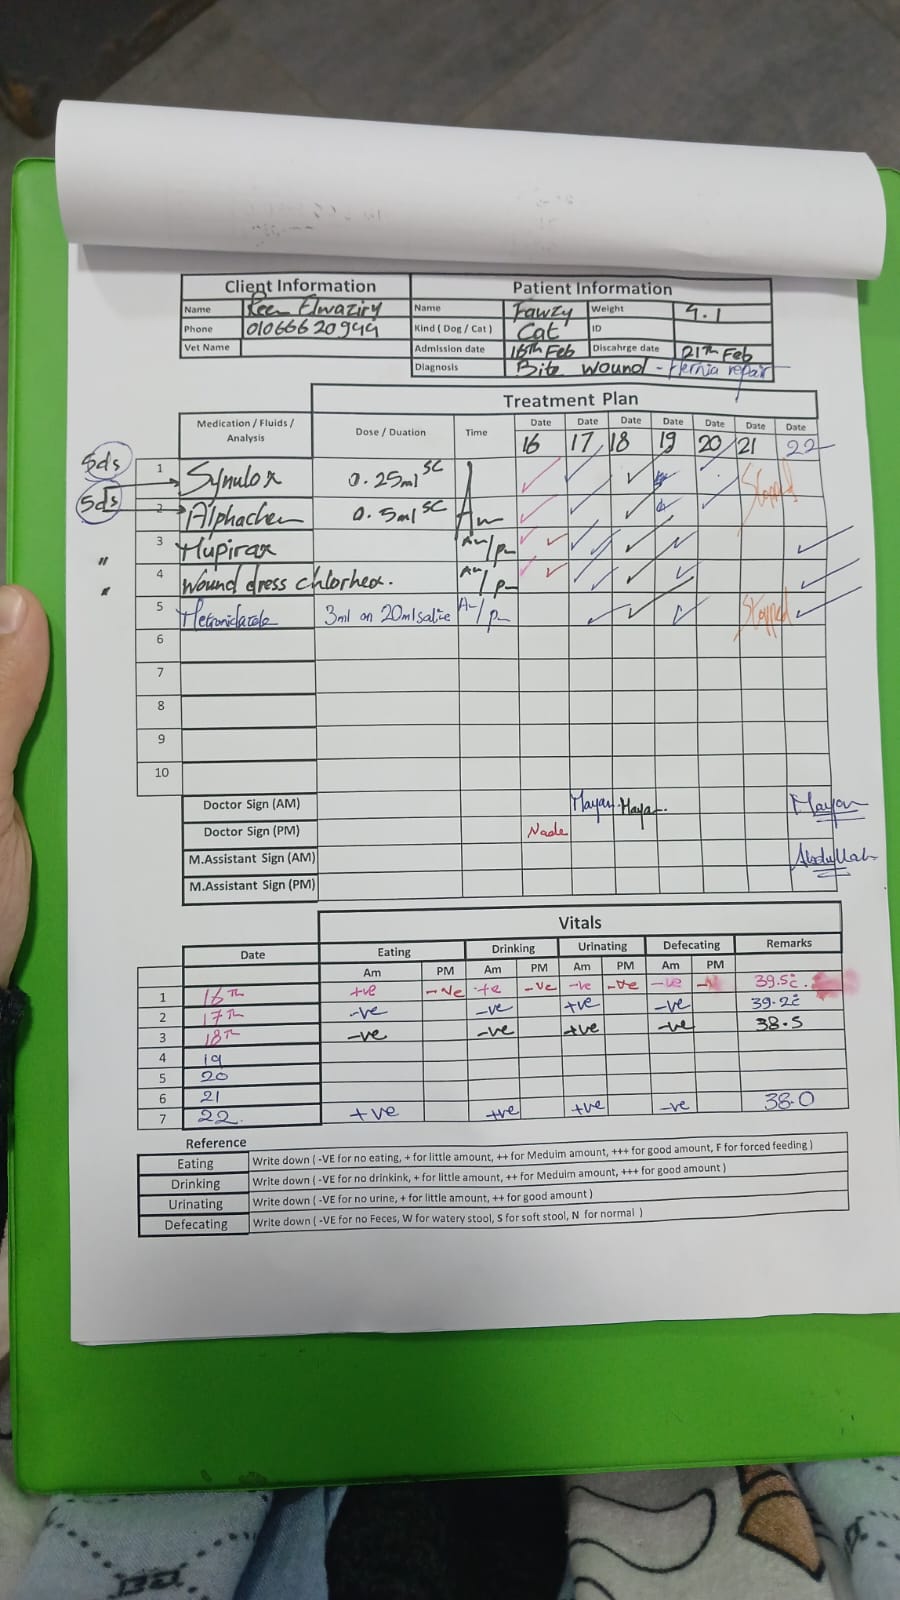 Client Information Patient Information
Name Reem Elwaziry Name Fawzy Weight 4.1
Phone 01066620944 Kind ( Dog / Cat ) Cat ID
Vet Name Admission date 16th Feb Discahrge date 21th Feb
Diagnosis Bite wound - Hernia repair
Treatment Plan
Medication / Fluids / Analysis Dose / Duation Time Date Date Date Date Date Date Date
16 17 18 19 20 21 22
5ds 1 Synulox 0.25ml SC Am Stopped
5ds 2 Alphachem 0.5ml SC
" 3 Mupirax Am/pm
" 4 Wound dress chlorhex. Am/pm
5 Metronidazole 3ml on 20ml saline Am/pm Stopped
6
7
8
9
10
Doctor Sign (AM) Mayar Mayar Mayar
Doctor Sign (PM) Nade
M.Assistant Sign (AM) Abdullah
M.Assistant Sign (PM)
Vitals
Date Eating Drinking Urinating Defecating Remarks
Am PM Am PM Am PM Am PM
1 16th +ve -ve +ve -ve -ve -ve -ve 39.5c.
2 17th -ve -ve +ve -ve 39.2c
3 18th -ve -ve +ve -ve 38.5
4 19
5 20
6 21
7 22 +ve +ve +ve -ve 38.0
Reference
Eating Write down ( -VE for no eating, + for little amount, ++ for Meduim amount, +++ for good amount, F for forced feeding )
Drinking Write down ( -VE for no drinkink, + for little amount, ++ for Meduim amount, +++ for good amount )
Urinating Write down ( -VE for no urine, + for little amount, ++ for good amount )
Defecating Write down ( -VE for no Feces, W for watery stool, S for soft stool, N for normal )